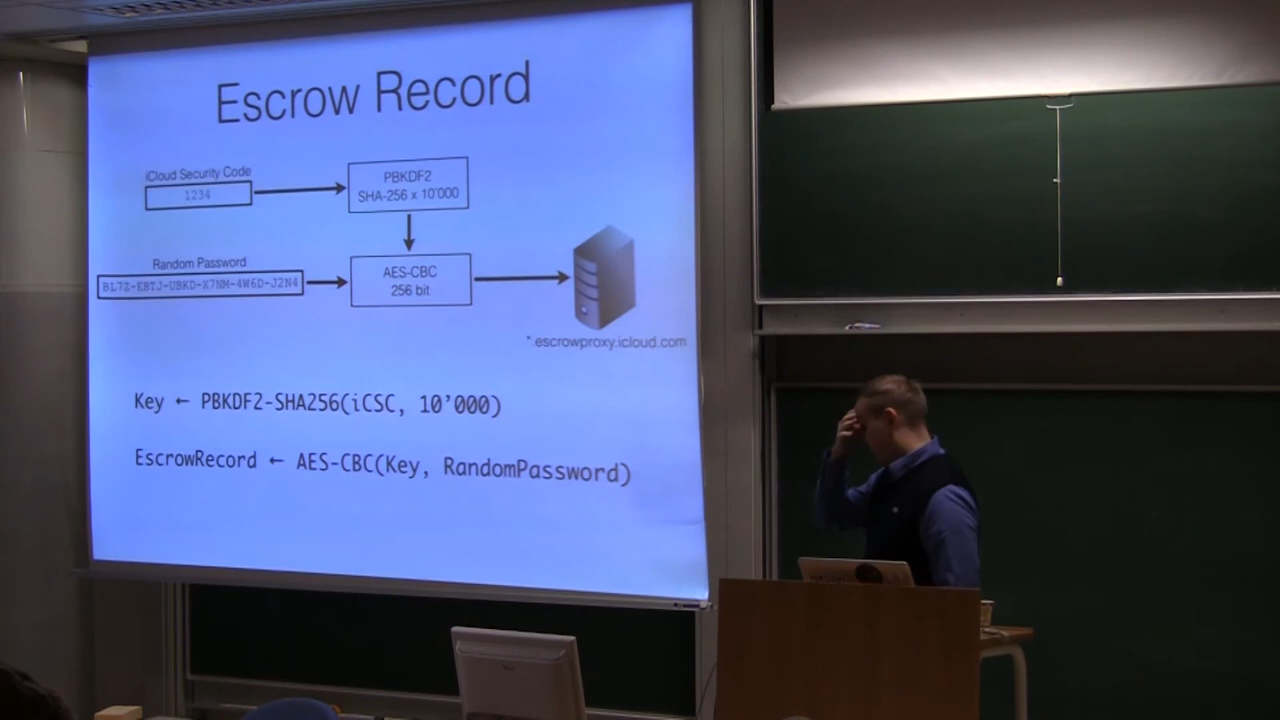 Escrow Record
iCloud Security Code
1234
PBKDF2
SHA-256 x 10'000
Random Password
BL7Z-EBTJ-UBKD-X7NM-4W6D-J2N4
AES-CBC
256 bit
*.escrowproxy.icloud.com
Key ← PBKDF2-SHA256(iCSC, 10'000)
EscrowRecord ← AES-CBC(Key, RandomPassword)